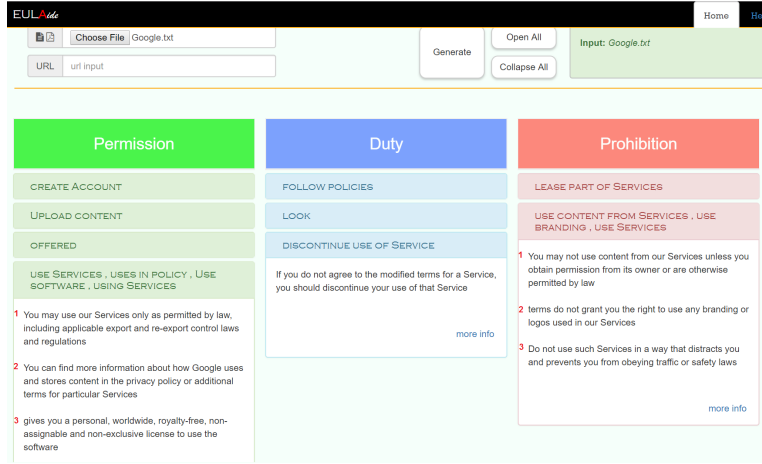 EULAide
Home
He
Choose File Google.txt
URL url input
Generate
Open All
Collapse All
Input: Google.txt
Permission
CREATE ACCOUNT
UPLOAD CONTENT
OFFERED
USE SERVICES , USES IN POLICY , USE
SOFTWARE , USING SERVICES
1 You may use our Services only as permitted by law,
including applicable export and re-export control laws
and regulations
2 You can find more information about how Google uses
and stores content in the privacy policy or additional
terms for particular Services
3 gives you a personal, worldwide, royalty-free, non-
assignable and non-exclusive license to use the
software
Duty
FOLLOW POLICIES
LOOK
DISCONTINUE USE OF SERVICE
If you do not agree to the modified terms for a Service,
you should discontinue your use of that Service
more info
Prohibition
LEASE PART OF SERVICES
USE CONTENT FROM SERVICES , USE
BRANDING , USE SERVICES
1 You may not use content from our Services unless you
obtain permission from its owner or are otherwise
permitted by law
2 terms do not grant you the right to use any branding or
logos used in our Services
3 Do not use such Services in a way that distracts you
and prevents you from obeying traffic or safety laws
more info